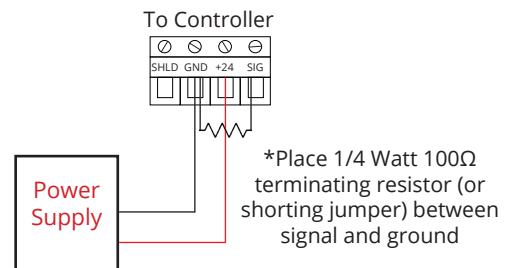 To Controller
SHLD GND +24 SIG
*Place 1/4 Watt 100Ω
terminating resistor (or
shorting jumper) between
signal and ground
Power
Supply